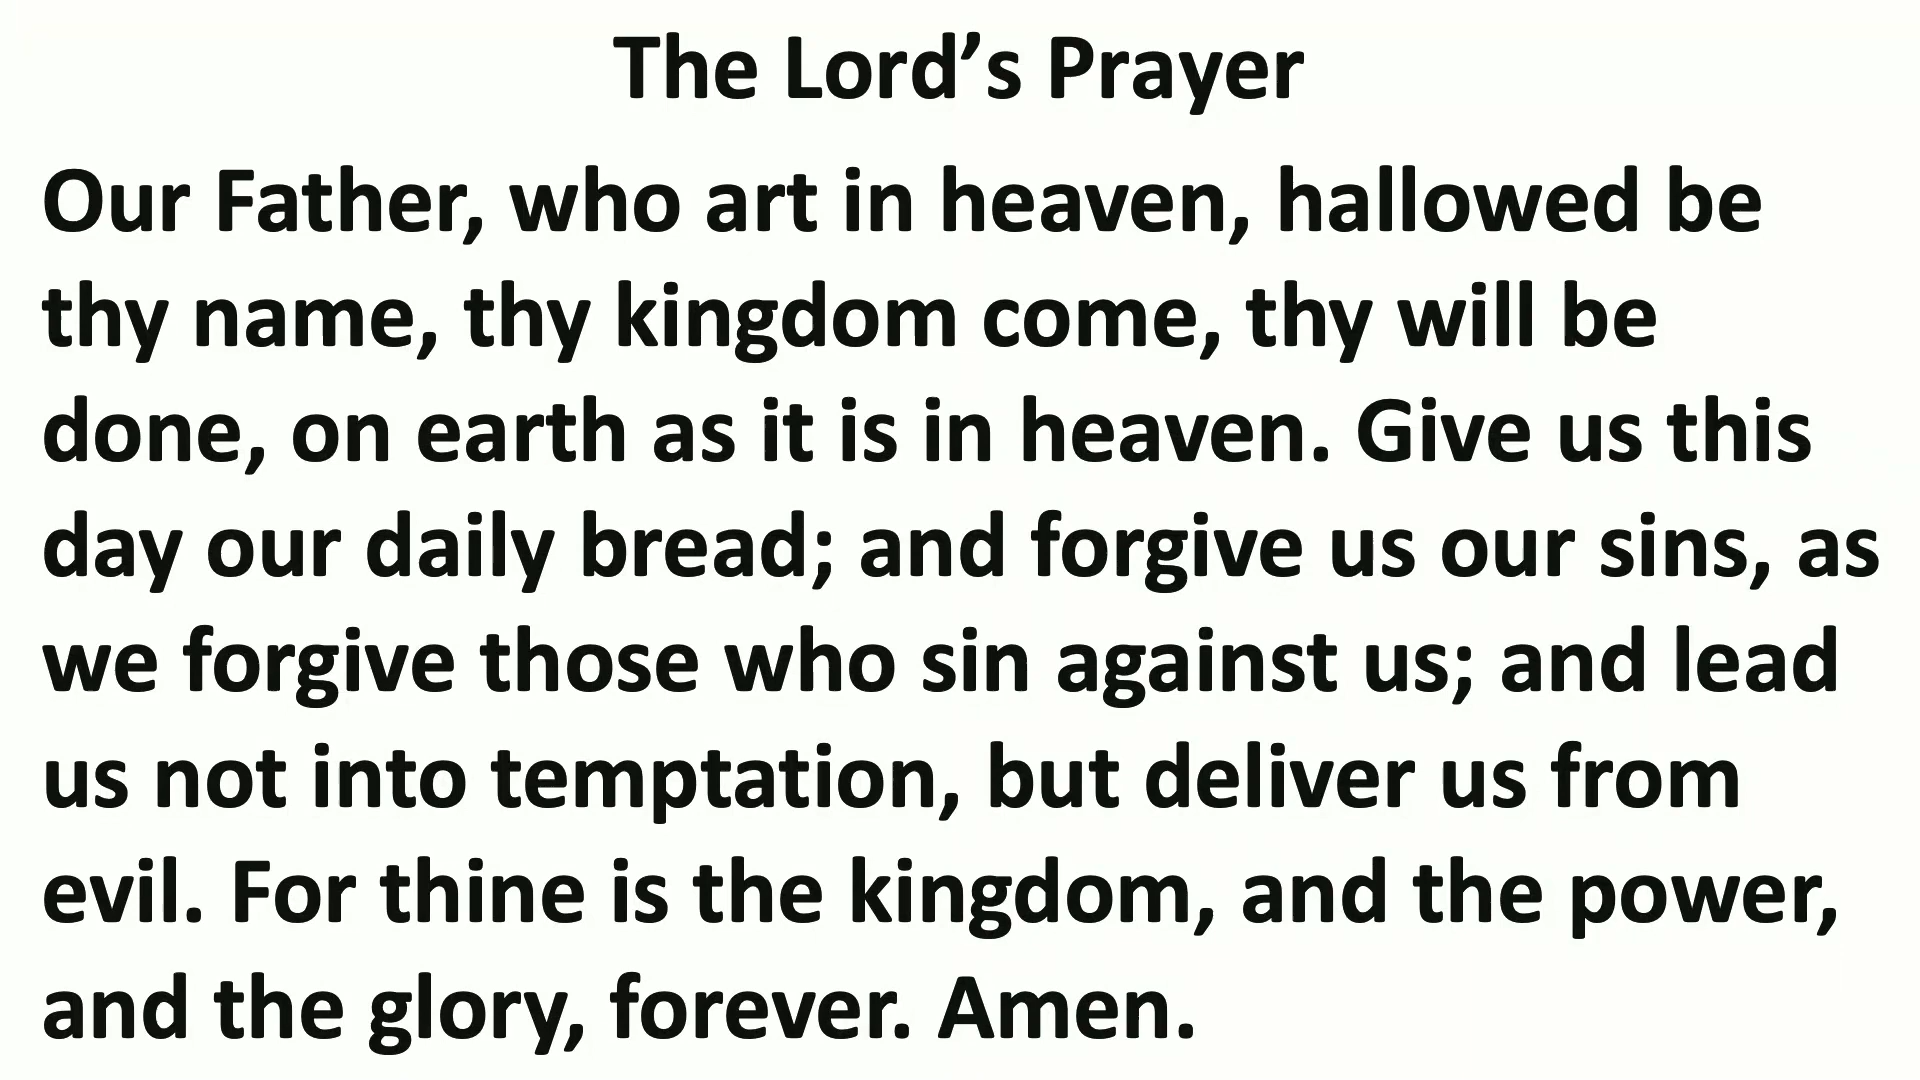 The Lord’s Prayer
Our Father, who art in heaven, hallowed be
thy name, thy kingdom come, thy will be
done, on earth as it is in heaven. Give us this
day our daily bread; and forgive us our sins, as
we forgive those who sin against us; and lead
us not into temptation, but deliver us from
evil. For thine is the kingdom, and the power,
and the glory, forever. Amen.